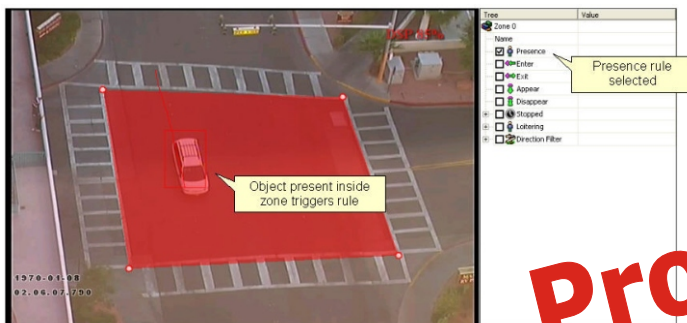 Tree Value
Zone 0
Name
Presence
Enter
Exit
Appear
Disappear
Stopped
Loitering
Direction Filter
Presence rule
selected
Object present inside
zone triggers rule
1970-01-08
02.06.07.790
Pro